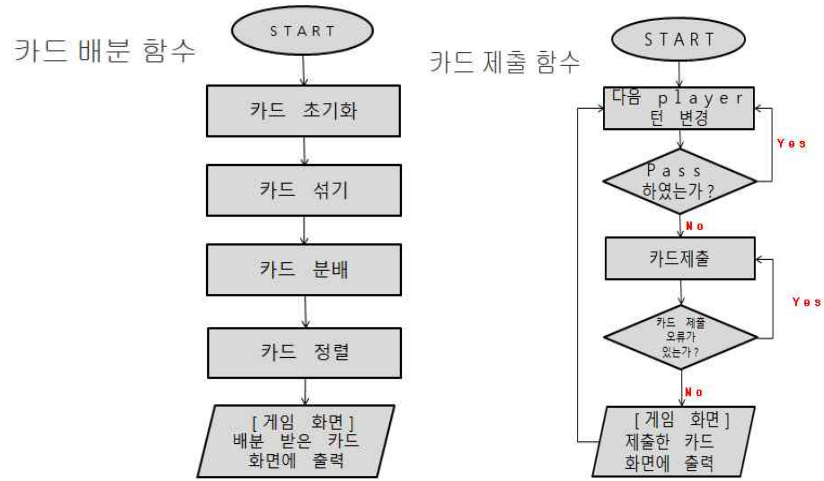 카드 배분 함수
START
카드 초기화
카드 섞기
카드 분배
카드 정렬
[게임 화면]
배분 받은 카드
화면에 출력
카드 제출 함수
START
다음 player
턴 변경
Yes
Pass
하였는가?
No
카드제출
Yes
카드 제출
오류가
있는가?
No
[게임 화면]
제출한 카드
화면에 출력